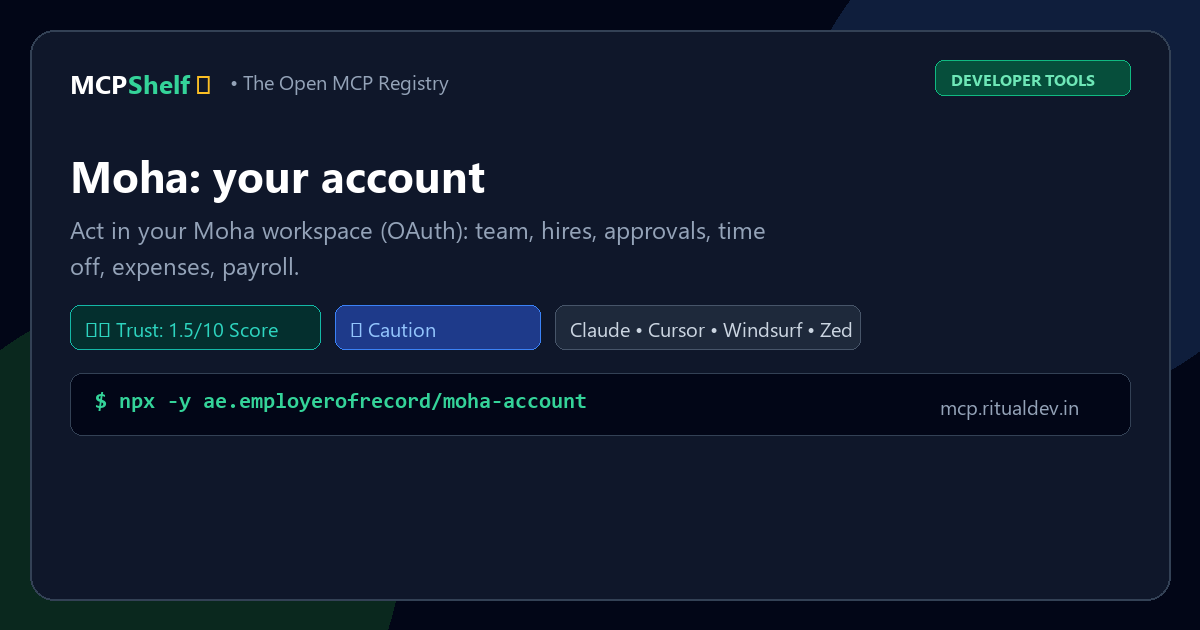 MCPShelf • The Open MCP Registry
DEVELOPER TOOLS
Moha: your account
Act in your Moha workspace (OAuth): team, hires, approvals, time
off, expenses, payroll.
Trust: 1.5/10 Score
Caution
Claude • Cursor • Windsurf • Zed
$ npx -y ae.employerofrecord/moha-account
mcp.ritualdev.in